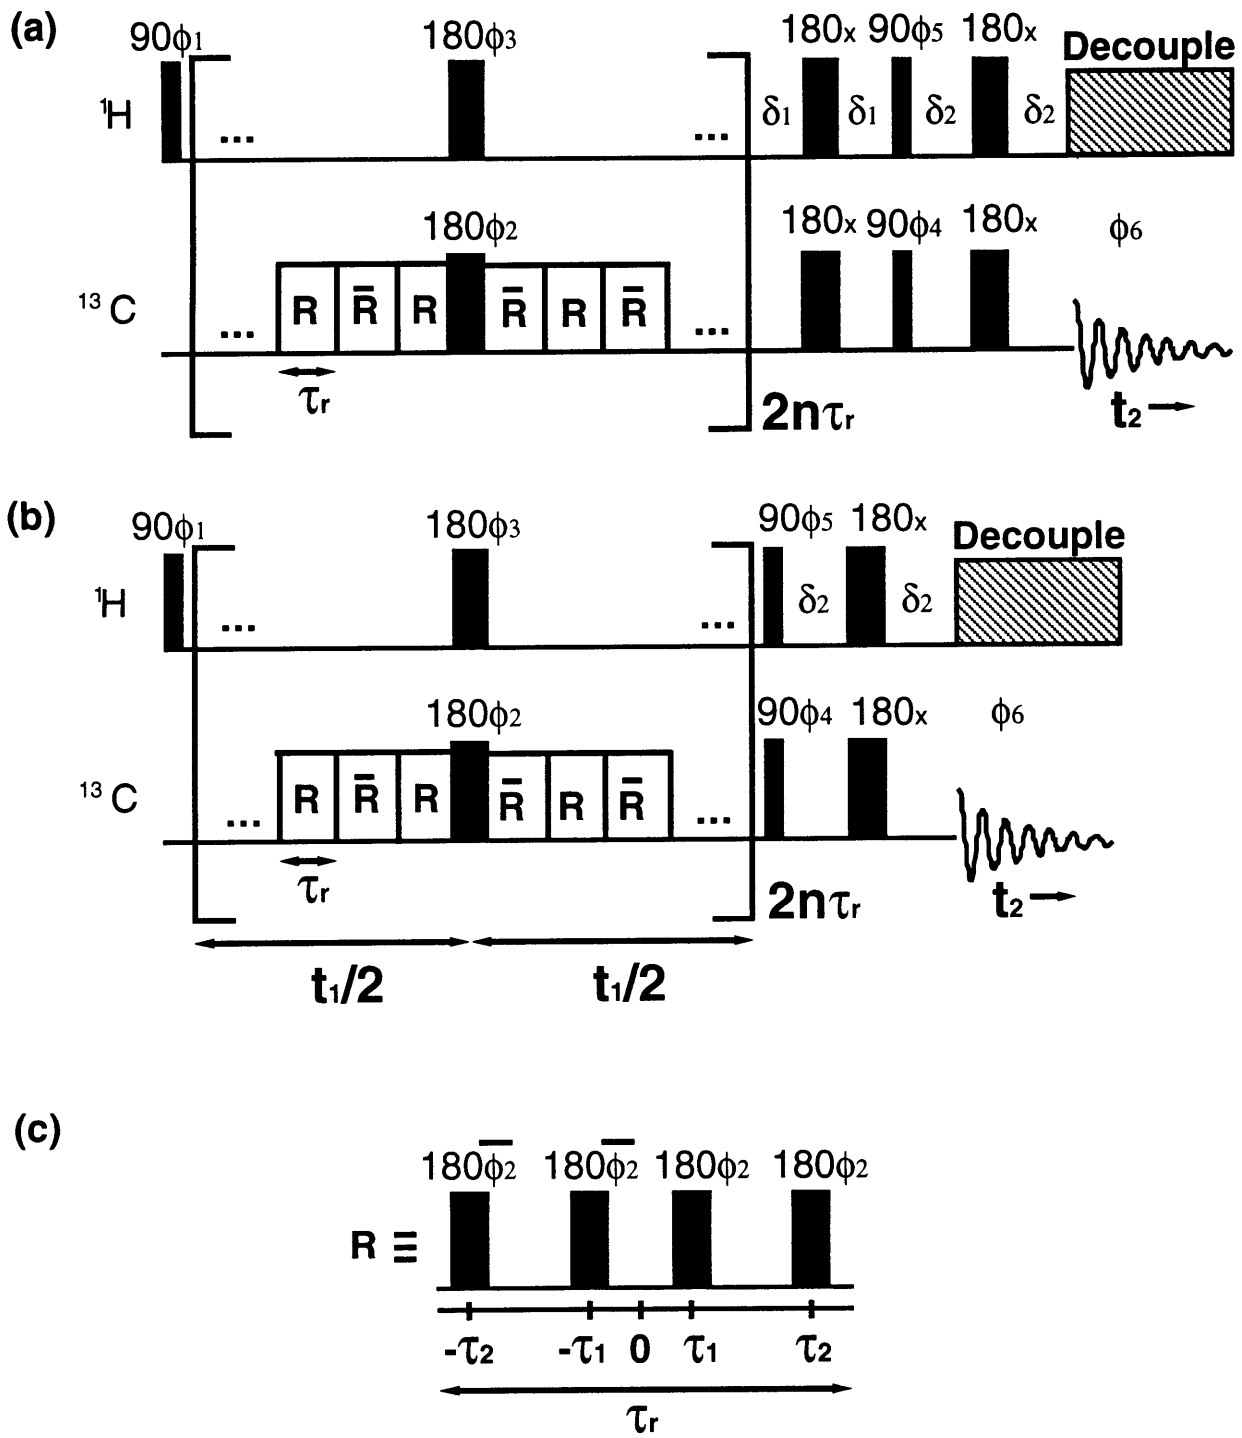 (a)
90ϕ1 180ϕ3 180x 90ϕ5 180x Decouple
¹H ... ... δ1 δ1 δ2 δ2
180ϕ2 180x 90ϕ4 180x ϕ6
¹³C ... R R̅ R R̅ R R̅ ...
τr 2nτr t2
(b)
90ϕ1 180ϕ3 90ϕ5 180x Decouple
¹H ... ... δ2 δ2
180ϕ2 90ϕ4 180x ϕ6
¹³C ... R R̅ R R̅ R R̅ ...
τr 2nτr t2
t1/2 t1/2
(c)
180ϕ̅2 180ϕ̅2 180ϕ2 180ϕ2
R ≡
-τ2 -τ1 0 τ1 τ2
τr